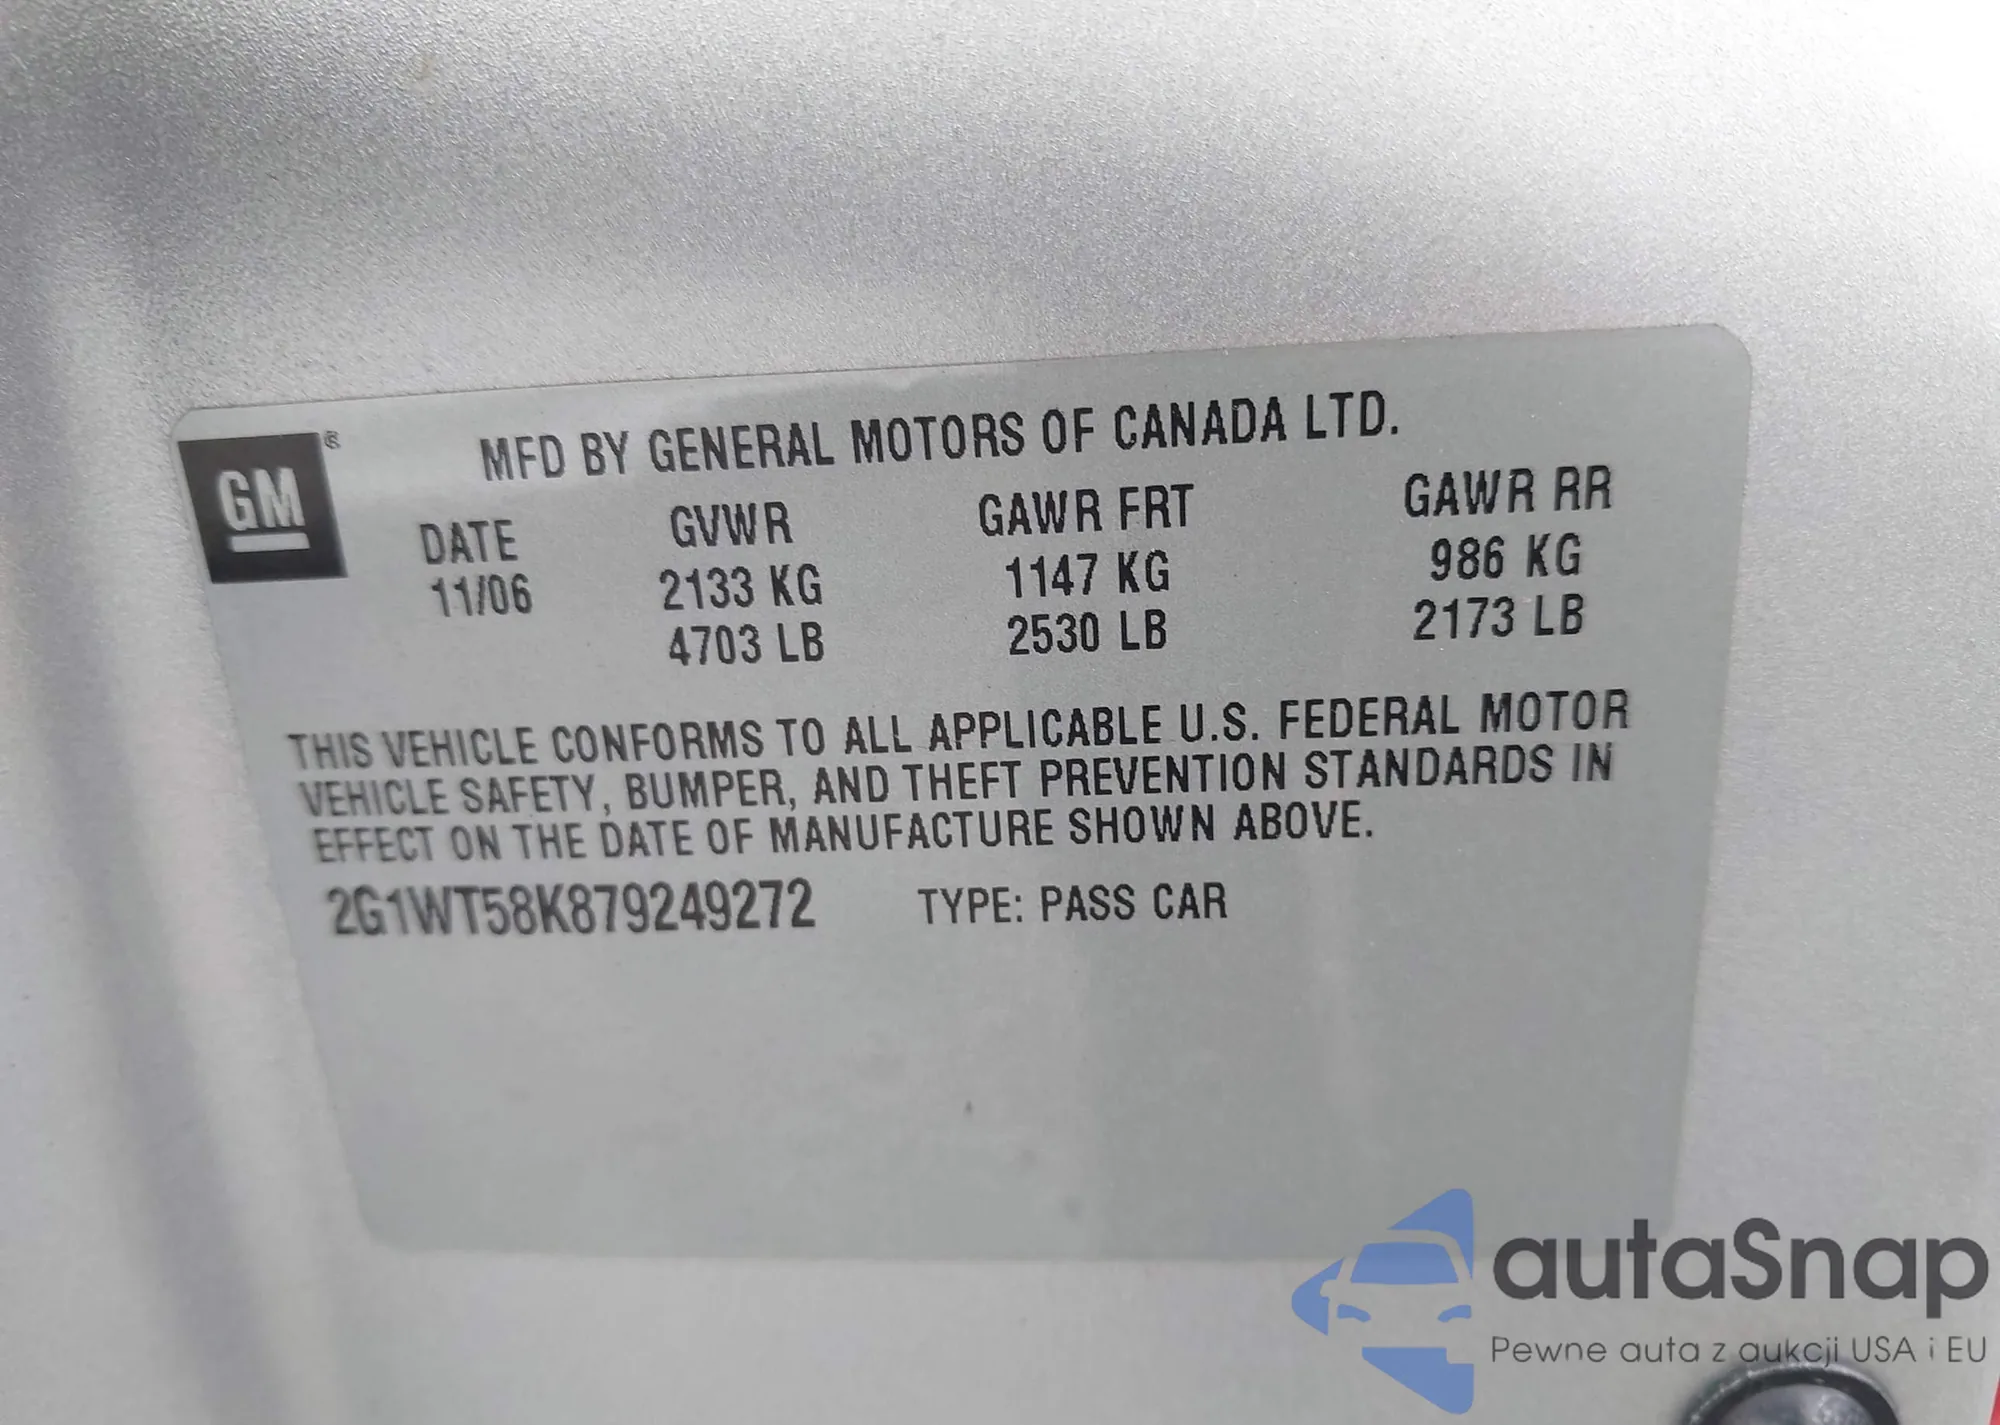 GM®
MFD BY GENERAL MOTORS OF CANADA LTD.
DATE GVWR GAWR FRT GAWR RR
11/06 2133 KG 1147 KG 986 KG
4703 LB 2530 LB 2173 LB
THIS VEHICLE CONFORMS TO ALL APPLICABLE U.S. FEDERAL MOTOR
VEHICLE SAFETY, BUMPER, AND THEFT PREVENTION STANDARDS IN
EFFECT ON THE DATE OF MANUFACTURE SHOWN ABOVE.
2G1WT58K879249272 TYPE: PASS CAR
autaSnap
Pewne auta z aukcji USA i EU